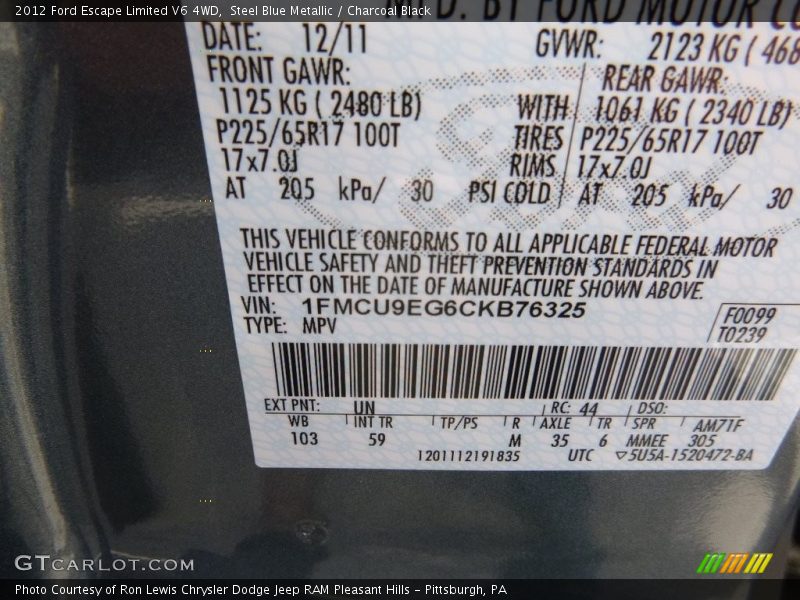 2012 Ford Escape Limited V6 4WD,  Steel Blue Metallic / Charcoal Black
MFD. BY FORD MOTOR CO
DATE: 12/11 GVWR: 2123 KG ( 468
FRONT GAWR: REAR GAWR:
1125 KG ( 2480 LB) WITH 1061 KG ( 2340 LB)
P225/65R17 100T TIRES P225/65R17 100T
17x7.0J RIMS 17x7.0J
AT 205 kPa/ 30 PSI COLD AT 205 kPa/ 30
THIS VEHICLE CONFORMS TO ALL APPLICABLE FEDERAL MOTOR
VEHICLE SAFETY AND THEFT PREVENTION STANDARDS IN
EFFECT ON THE DATE OF MANUFACTURE SHOWN ABOVE.
VIN: 1FMCU9EG6CKB76325 F0099
TYPE: MPV T0239
EXT PNT: UN RC: 44 DSO:
WB INT TR TP/PS R AXLE TR SPR AM71F
103 59 M 35 6 MMEE 305
1201112191835 UTC ▽5U5A-1520472-BA
GTCARLOT.COM
Photo Courtesy of Ron Lewis Chrysler Dodge Jeep RAM Pleasant Hills - Pittsburgh, PA